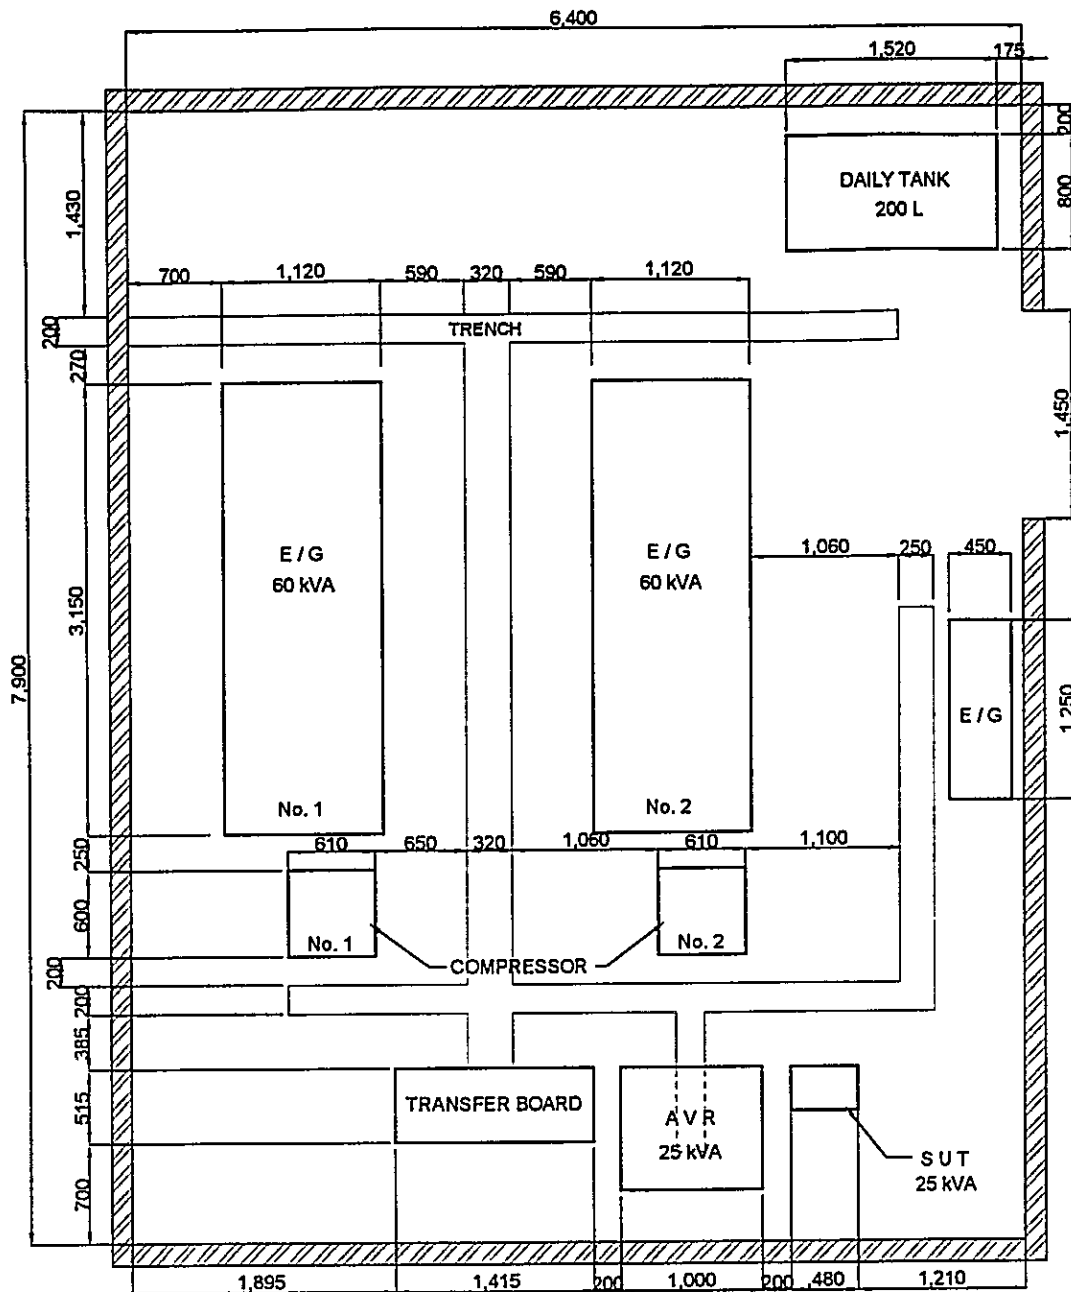 6,400
1,520
175
200
DAILY TANK
200 L
800
1,430
700
1,120
590
320
590
1,120
200
TRENCH
270
1,450
E / G
60 kVA
E / G
60 kVA
1,060
250
450
3,150
7,900
E / G
1,250
No. 1
No. 2
250
610
650
320
1,060
610
1,100
600
No. 1
No. 2
COMPRESSOR
200
200
385
TRANSFER BOARD
515
A V R
25 kVA
S U T
25 kVA
700
1,895
1,415
200
1,000
200
480
1,210